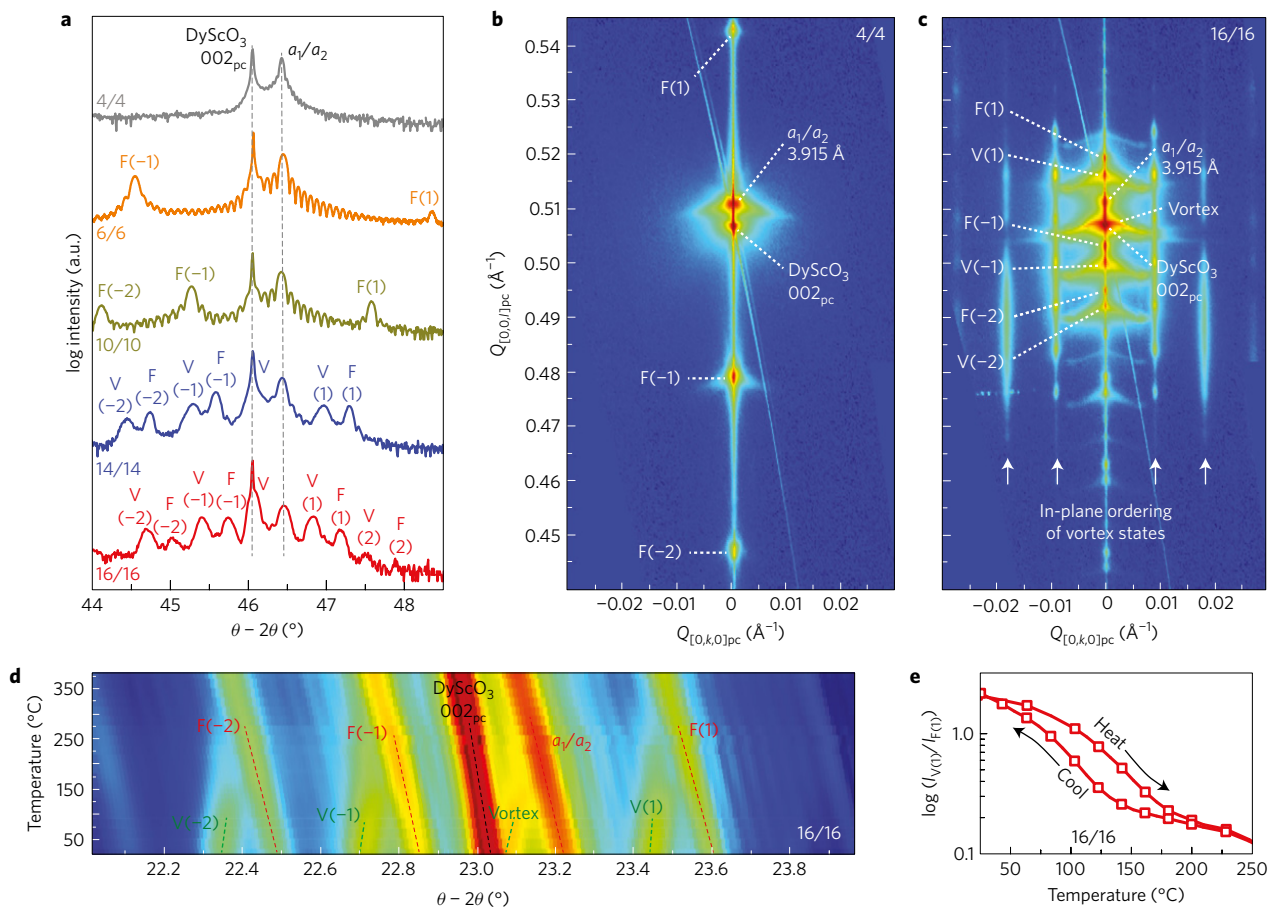 a
DyScO3
002pc
a1/a2
4/4
F(−1)
F(1)
6/6
F(−2)
F(−1)
F(1)
10/10
V
(−2)
F
(−2)
V
(−1)
F
(−1)
V
V
(1)
F
(1)
14/14
V
(−2)
F
(−2)
V
(−1)
F
(−1)
V
V
(1)
F
(1)
V
(2)
F
(2)
16/16
log intensity (a.u.)
44 45 46 47 48
θ − 2θ (°)
b
4/4
F(1)
a1/a2
3.915 Å
DyScO3
002pc
F(−1)
F(−2)
0.54
0.53
0.52
0.51
0.50
0.49
0.48
0.47
0.46
0.45
Q[0,0,l]pc (Å−1)
−0.02 −0.01 0 0.01 0.02
Q[0,k,0]pc (Å−1)
c
16/16
F(1)
V(1)
a1/a2
3.915 Å
Vortex
F(−1)
V(−1)
DyScO3
002pc
F(−2)
V(−2)
In-plane ordering
of vortex states
−0.02 −0.01 0 0.01 0.02
Q[0,k,0]pc (Å−1)
d
DyScO3
002pc
F(−2)
F(−1)
a1/a2
F(1)
V(−2)
V(−1)
Vortex
V(1)
16/16
350
250
150
50
Temperature (°C)
22.2 22.4 22.6 22.8 23.0 23.2 23.4 23.6 23.8
θ − 2θ (°)
e
Heat
Cool
16/16
1.0
0.1
log (IV(1)/IF(1))
50 100 150 200 250
Temperature (°C)